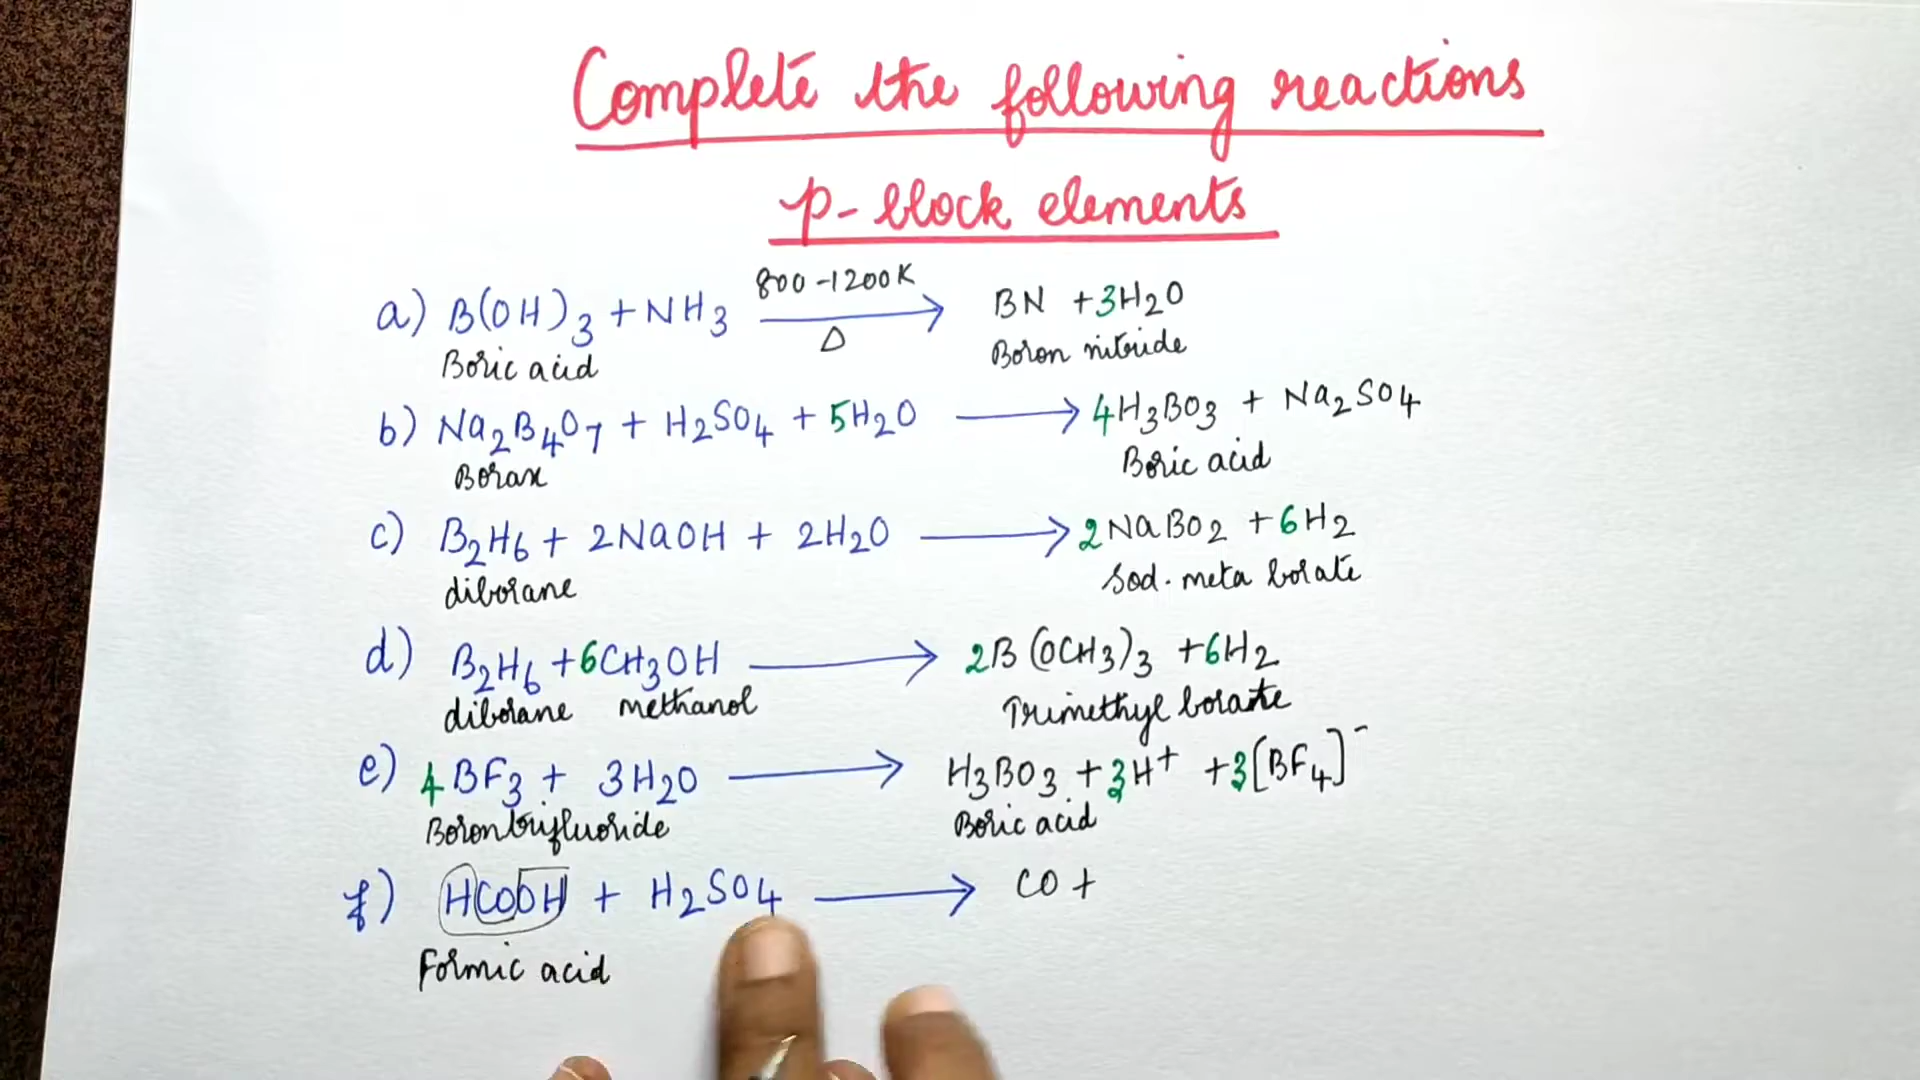 Complete the following reactions
p-block elements
a) B(OH)3 + NH3 800-1200K Δ → BN + 3H2O
Boric acid Boron nitride
b) Na2B4O7 + H2SO4 + 5H2O → 4H3BO3 + Na2SO4
Borax Boric acid
c) B2H6 + 2NaOH + 2H2O → 2NaBO2 + 6H2
diborane Sod. meta borate
d) B2H6 + 6CH3OH → 2B(OCH3)3 + 6H2
diborane methanol Trimethyl borate
e) 4BF3 + 3H2O → H3BO3 + 3H+ + 3[BF4]-
Boron trifluoride Boric acid
f) HCOOH + H2SO4 → CO +
Formic acid